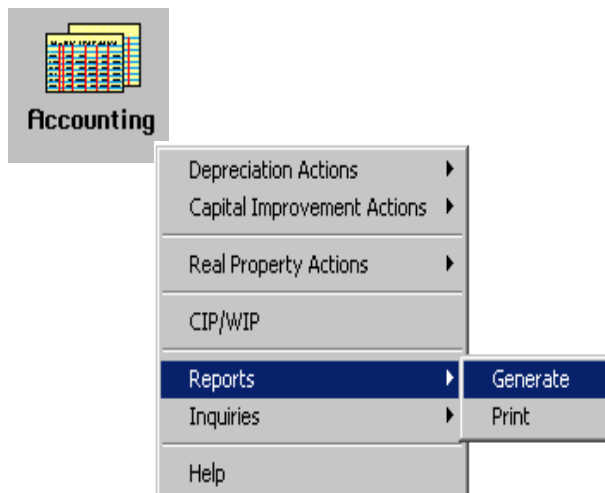 Accounting
Depreciation Actions
Capital Improvement Actions
Real Property Actions
CIP/WIP
Reports
Generate
Inquiries
Print
Help